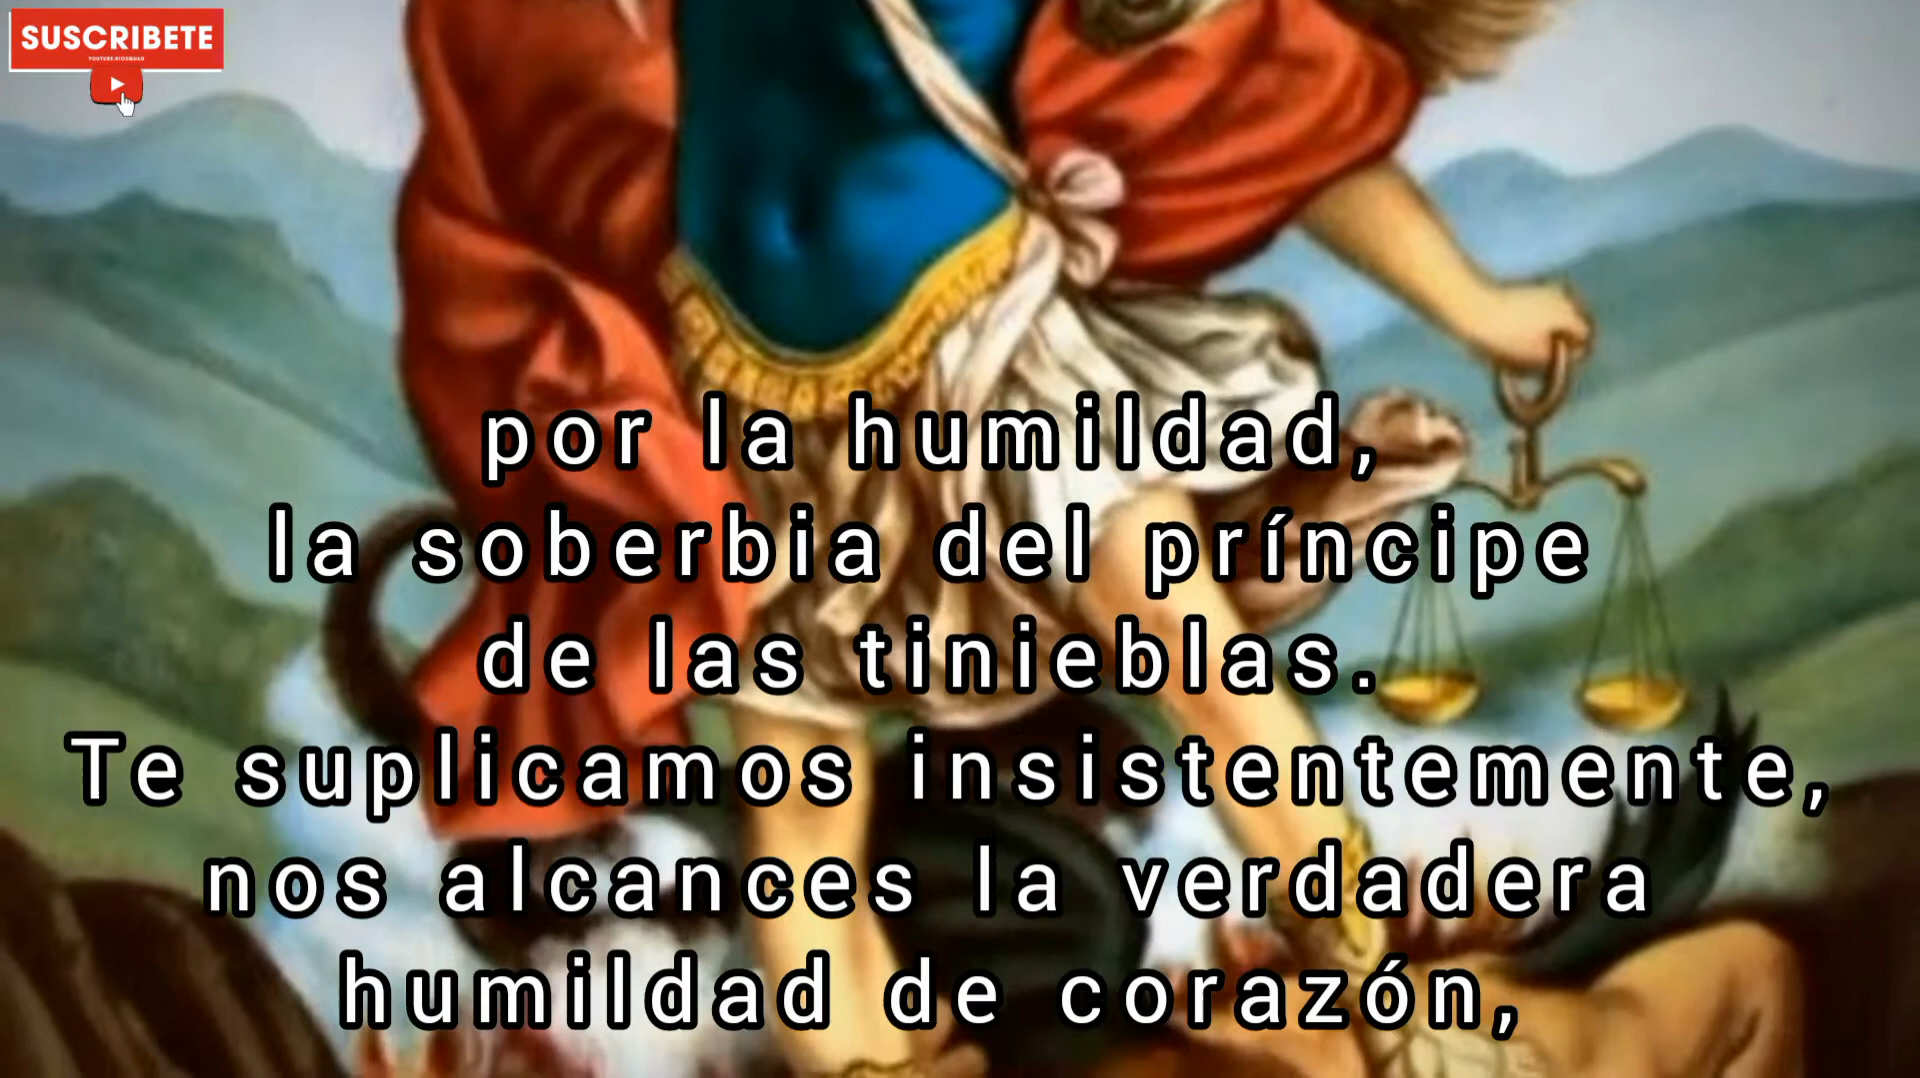 SUSCRIBETE
por la humildad,
la soberbia del príncipe
de las tinieblas.
Te suplicamos insistentemente,
nos alcances la verdadera
humildad de corazón,